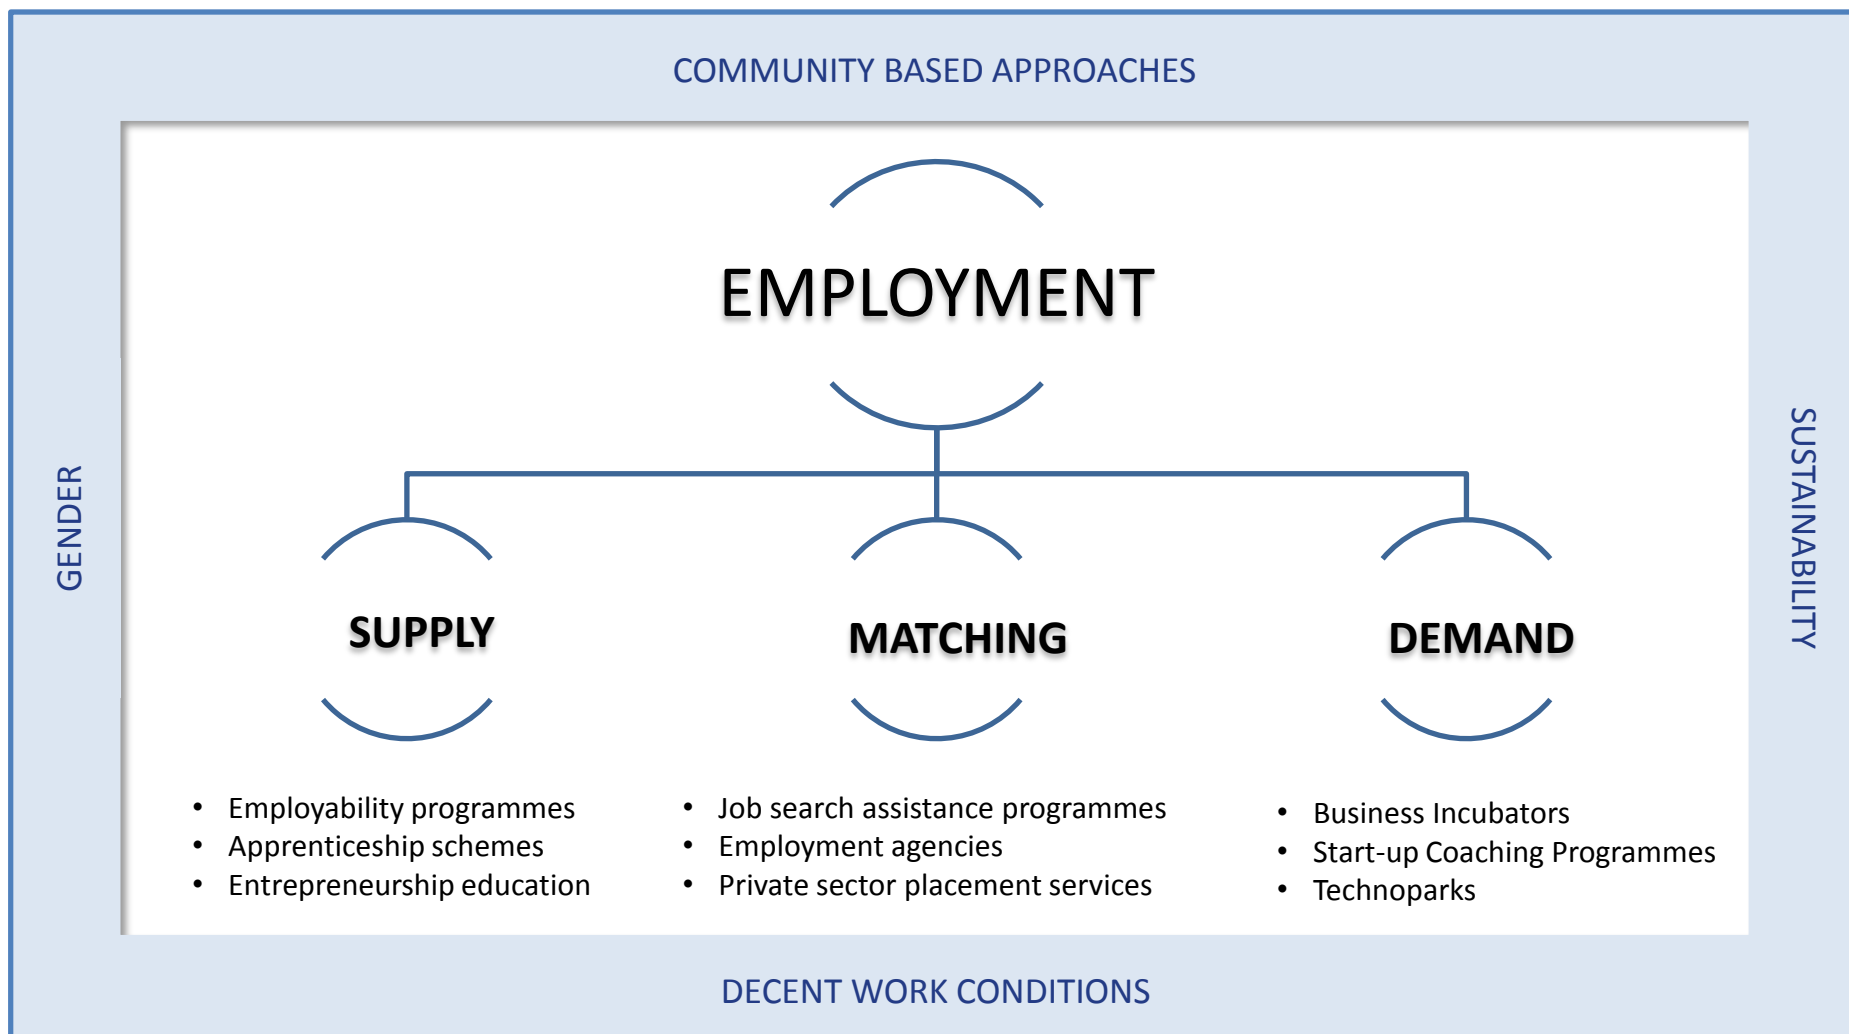 COMMUNITY BASED APPROACHES
EMPLOYMENT
GENDER
SUSTAINABILITY
SUPPLY
MATCHING
DEMAND
• Employability programmes
• Apprenticeship schemes
• Entrepreneurship education
• Job search assistance programmes
• Employment agencies
• Private sector placement services
• Business Incubators
• Start-up Coaching Programmes
• Technoparks
DECENT WORK CONDITIONS